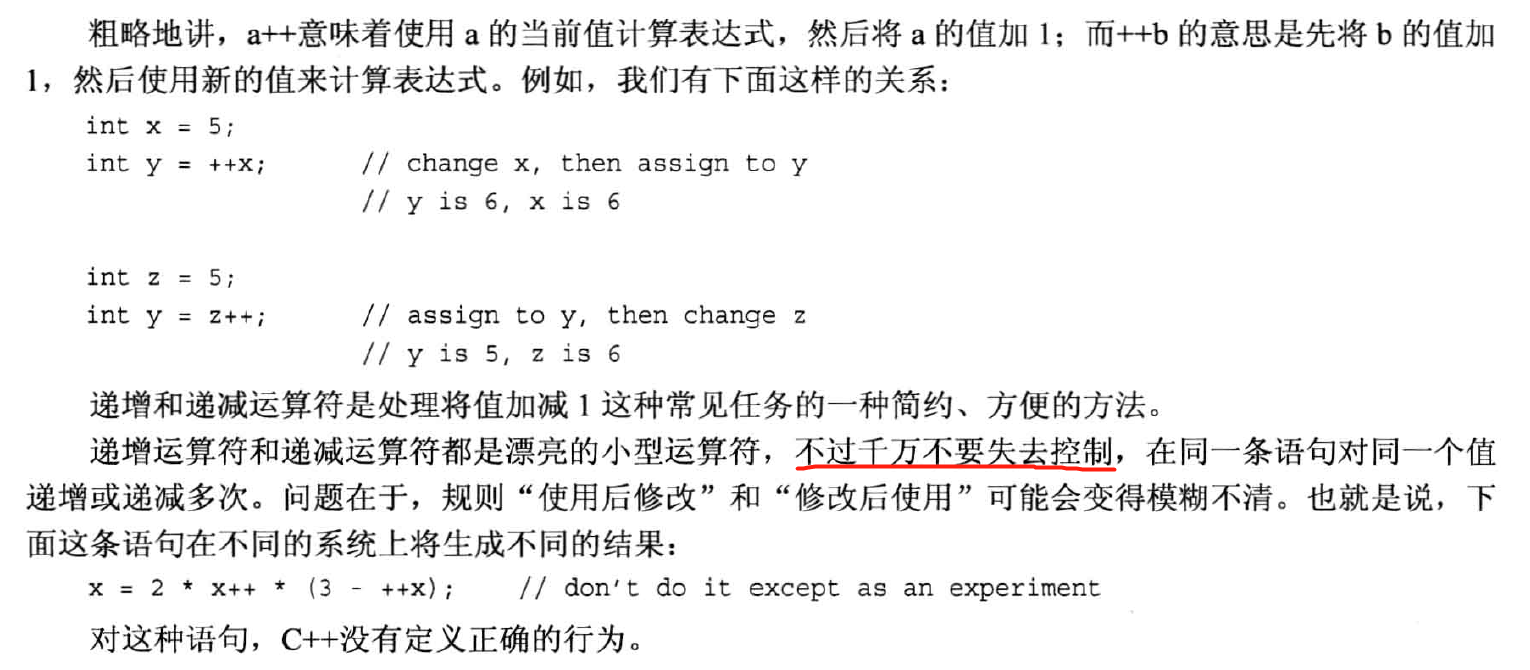 粗略地讲，a++意味着使用 a 的当前值计算表达式，然后将 a 的值加 1；而++b 的意思是先将 b 的值加
1，然后使用新的值来计算表达式。例如，我们有下面这样的关系：
int x = 5;
int y = ++x;       // change x, then assign to y
// y is 6, x is 6
int z = 5;
int y = z++;       // assign to y, then change z
// y is 5, z is 6
递增和递减运算符是处理将值加减 1 这种常见任务的一种简约、方便的方法。
递增运算符和递减运算符都是漂亮的小型运算符，不过千万不要失去控制，在同一条语句对同一个值
递增或递减多次。问题在于，规则“使用后修改”和“修改后使用”可能会变得模糊不清。也就是说，下
面这条语句在不同的系统上将生成不同的结果：
x = 2 * x++ * (3 - ++x);    // don't do it except as an experiment
对这种语句，C++没有定义正确的行为。